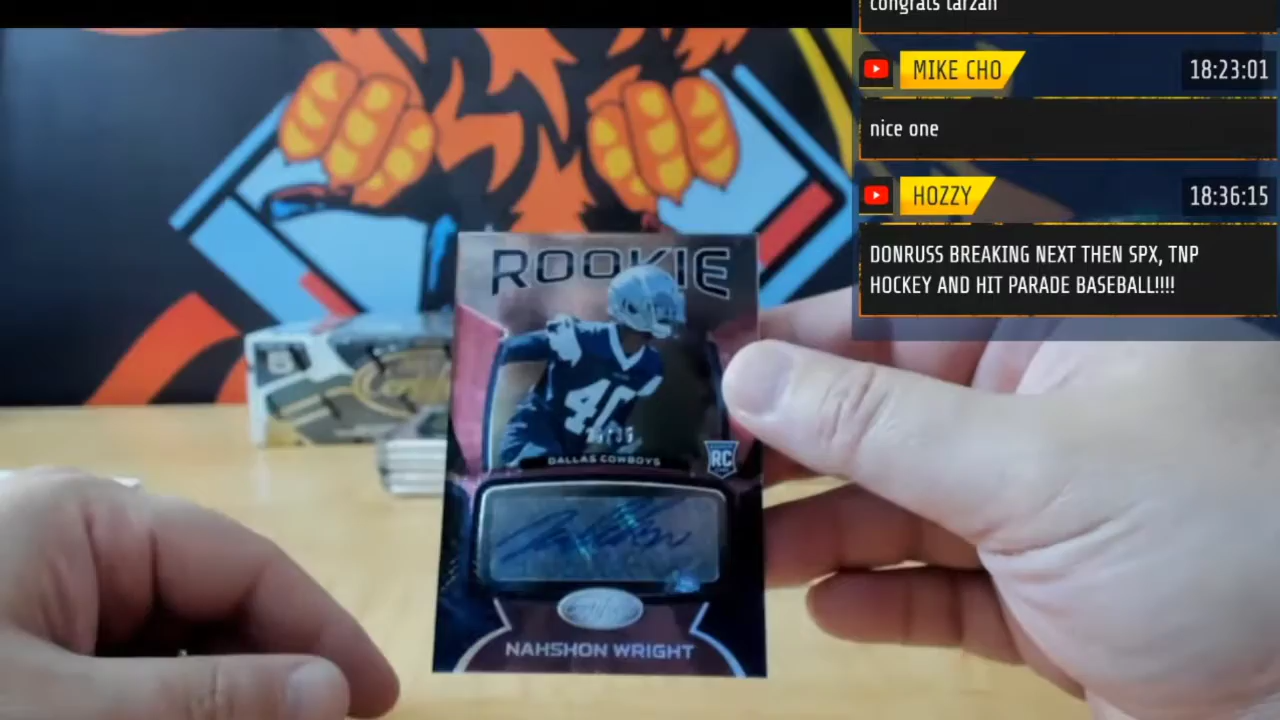 congrats tarzan
MIKE CHO
18:23:01
nice one
HOZZY
18:36:15
DONRUSS BREAKING NEXT THEN SPX, TNP
HOCKEY AND HIT PARADE BASEBALL!!!!
ROOKIE
40
DALLAS COWBOYS
RC
NAHSHON WRIGHT